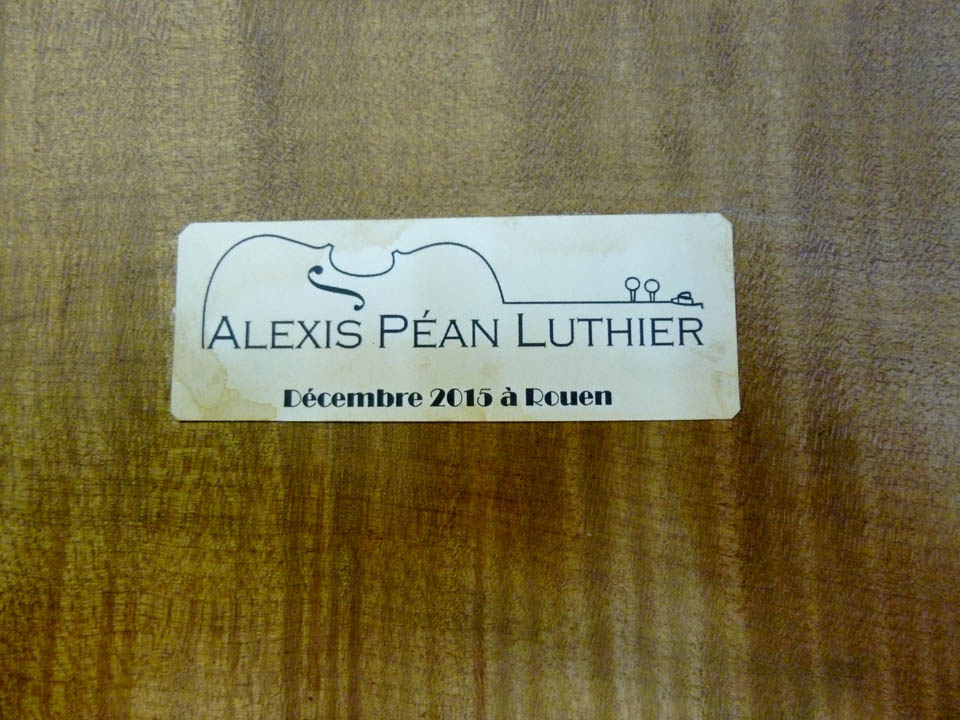 ALEXIS PÉAN LUTHIER
Décembre 2015 à Rouen